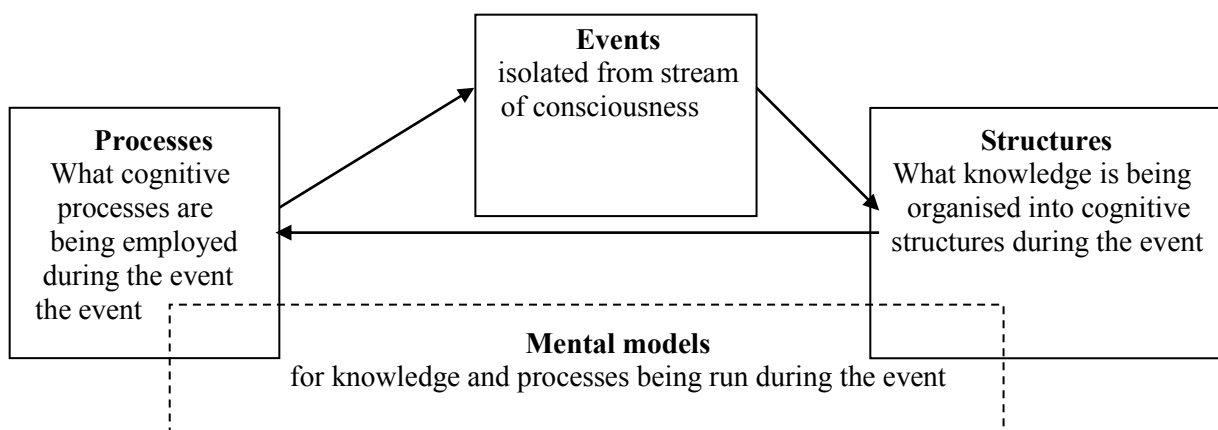 Events
isolated from stream
of consciousness
Processes
What cognitive
processes are
being employed
during the event
the event
Structures
What knowledge is being
organised into cognitive
structures during the event
Mental models
for knowledge and processes being run during the event